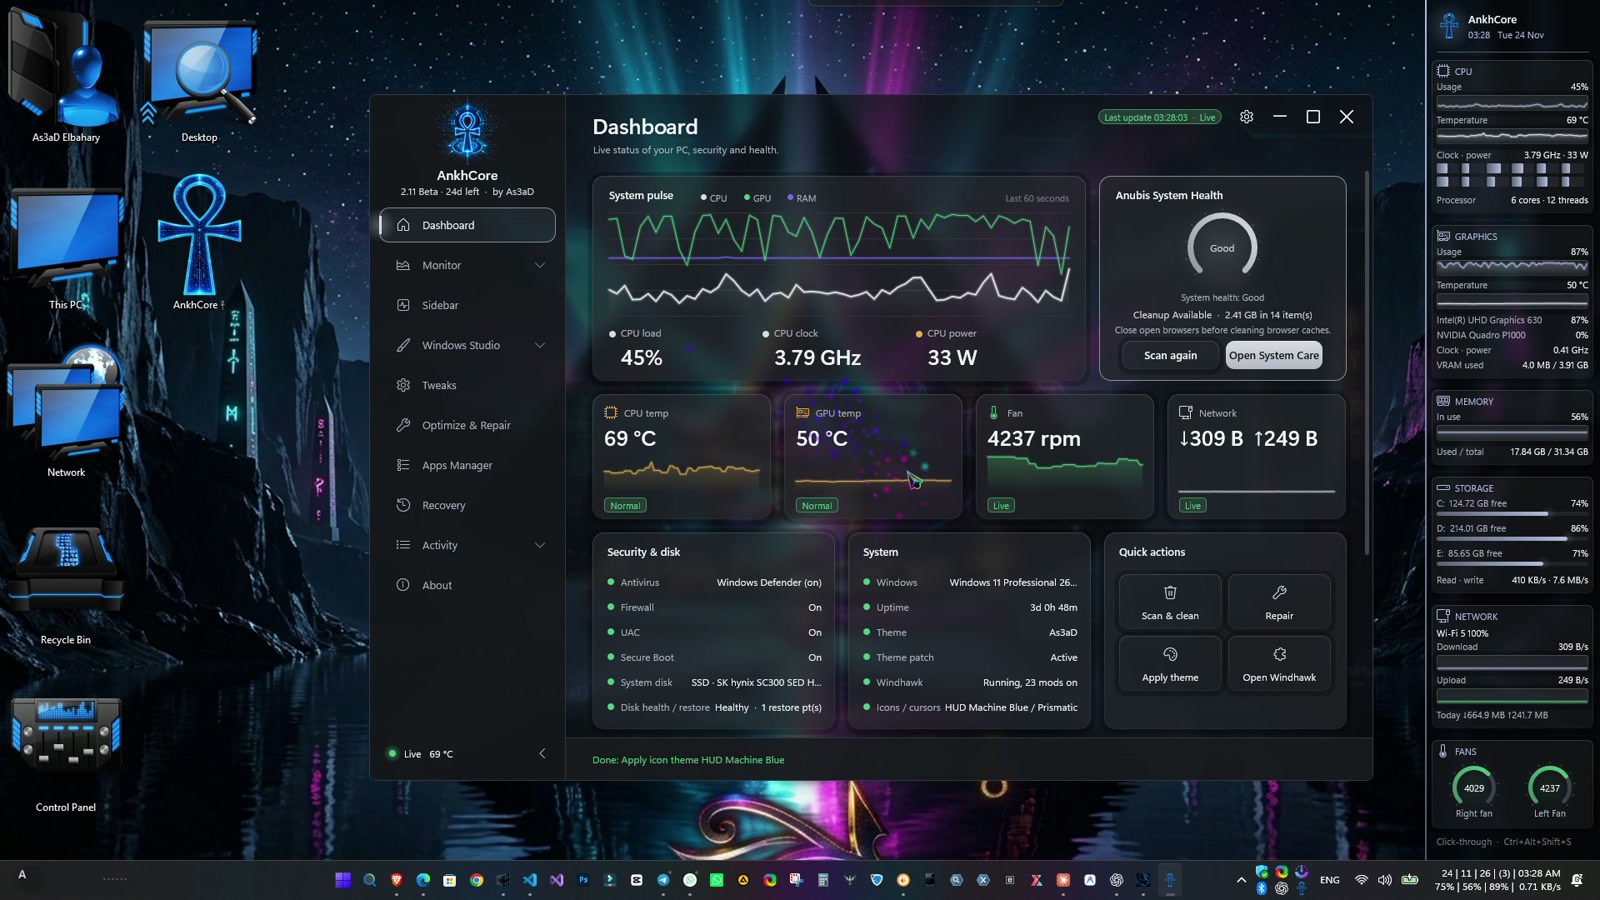 As3aD Elbahary
Desktop
This PC
AnkhCore
Network
Recycle Bin
Control Panel
AnkhCore
2.11 Beta · 24d left · by As3aD
Dashboard
Monitor
Sidebar
Windows Studio
Tweaks
Optimize & Repair
Apps Manager
Recovery
Activity
About
Live 69 °C
Dashboard
Live status of your PC, security and health.
Last update 03:28:03 · Live
System pulse
CPU
GPU
RAM
Last 60 seconds
CPU load
45%
CPU clock
3.79 GHz
CPU power
33 W
Anubis System Health
Good
System health: Good
Cleanup Available · 2.41 GB in 14 item(s)
Close open browsers before cleaning browser caches.
Scan again
Open System Care
CPU temp
69 °C
Normal
GPU temp
50 °C
Normal
Fan
4237 rpm
Live
Network
↓309 B ↑249 B
Live
Security & disk
Antivirus Windows Defender (on)
Firewall On
UAC On
Secure Boot On
System disk SSD · SK hynix SC300 SED H...
Disk health / restore Healthy · 1 restore pt(s)
System
Windows Windows 11 Professional 26...
Uptime 3d 0h 48m
Theme As3aD
Theme patch Active
Windhawk Running, 23 mods on
Icons / cursors HUD Machine Blue / Prismatic
Quick actions
Scan & clean
Repair
Apply theme
Open Windhawk
Done: Apply icon theme HUD Machine Blue
AnkhCore
03:28 Tue 24 Nov
CPU
Usage 45%
Temperature 69 °C
Clock · power 3.79 GHz · 33 W
Processor 6 cores · 12 threads
GRAPHICS
Usage 87%
Temperature 50 °C
Intel(R) UHD Graphics 630 87%
NVIDIA Quadro P1000 0%
Clock · power 0.41 GHz
VRAM used 4.0 MB / 3.91 GB
MEMORY
In use 56%
Used / total 17.84 GB / 31.34 GB
STORAGE
C: 124.72 GB free 74%
D: 214.01 GB free 86%
E: 85.65 GB free 71%
Read · write 410 KB/s · 7.6 MB/s
NETWORK
Wi-Fi 5 100%
Download 309 B/s
Upload 249 B/s
Today ↓664.9 MB ↑241.7 MB
FANS
4029
4237
Right fan
Left Fan
Click-through · Ctrl+Alt+Shift+S
A
Ps
ENG
24 | 11 | 26 | (3) | 03:28 AM
75% | 56% | 89% | 0.71 KB/s